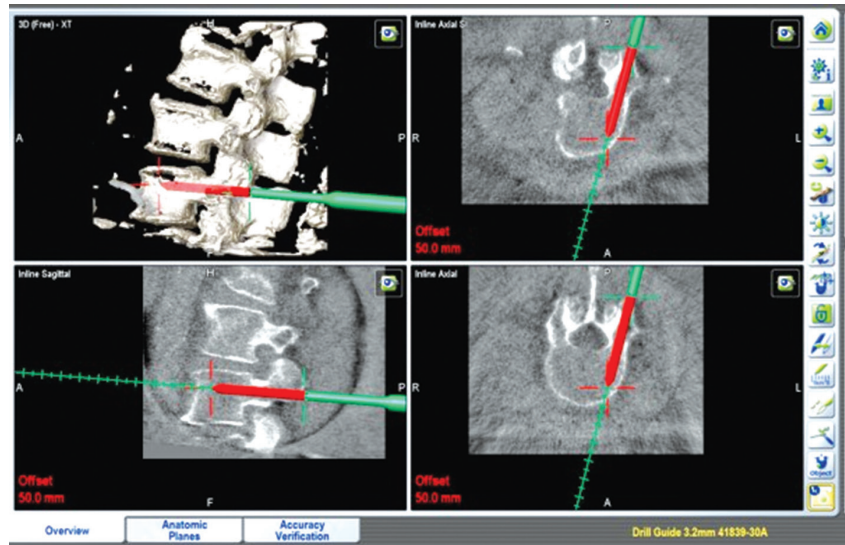 3D (Free) - XT
H
A
P
F
Inline Axial S
P
R
L
Offset
50.0 mm
A
Inline Sagittal
H
A
P
Offset
50.0 mm
F
Inline Axial
P
R
L
Offset
50.0 mm
A
Object
Overview
Anatomic
Planes
Accuracy
Verification
Drill Guide 3.2mm 41839-30A